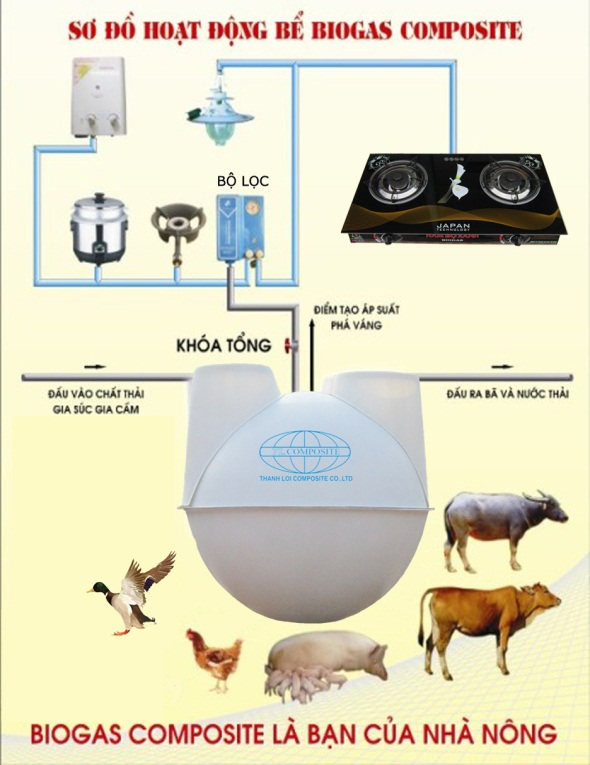 SƠ ĐỒ HOẠT ĐỘNG BỂ BIOGAS COMPOSITE
BỘ LỌC
JAPAN
TECHNOLOGY
BIOGAS
ĐIỂM TẠO ÁP SUẤT
PHÁ VÁNG
KHÓA TỔNG
ĐẦU VÀO CHẤT THẢI
GIA SÚC GIA CẦM
ĐẦU RA BÃ VÀ NƯỚC THẢI
COMPOSITE
THANH LOI COMPOSITE CO.,LTD
BIOGAS COMPOSITE LÀ BẠN CỦA NHÀ NÔNG